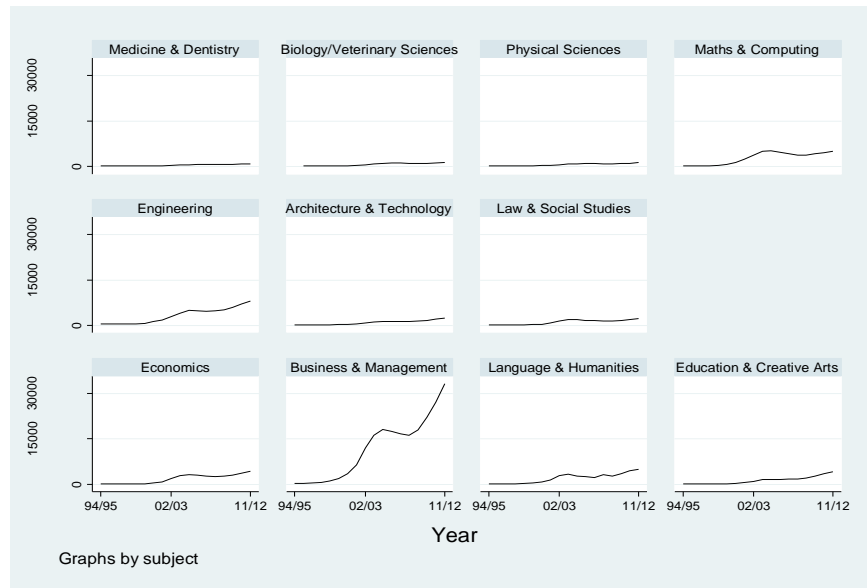 Medicine & Dentistry
Biology/Veterinary Sciences
Physical Sciences
Maths & Computing
30000
15000
0
Engineering
Architecture & Technology
Law & Social Studies
30000
15000
0
Economics
Business & Management
Language & Humanities
Education & Creative Arts
30000
15000
0
94/95 02/03 11/12
94/95 02/03 11/12
94/95 02/03 11/12
94/95 02/03 11/12
Year
Graphs by subject